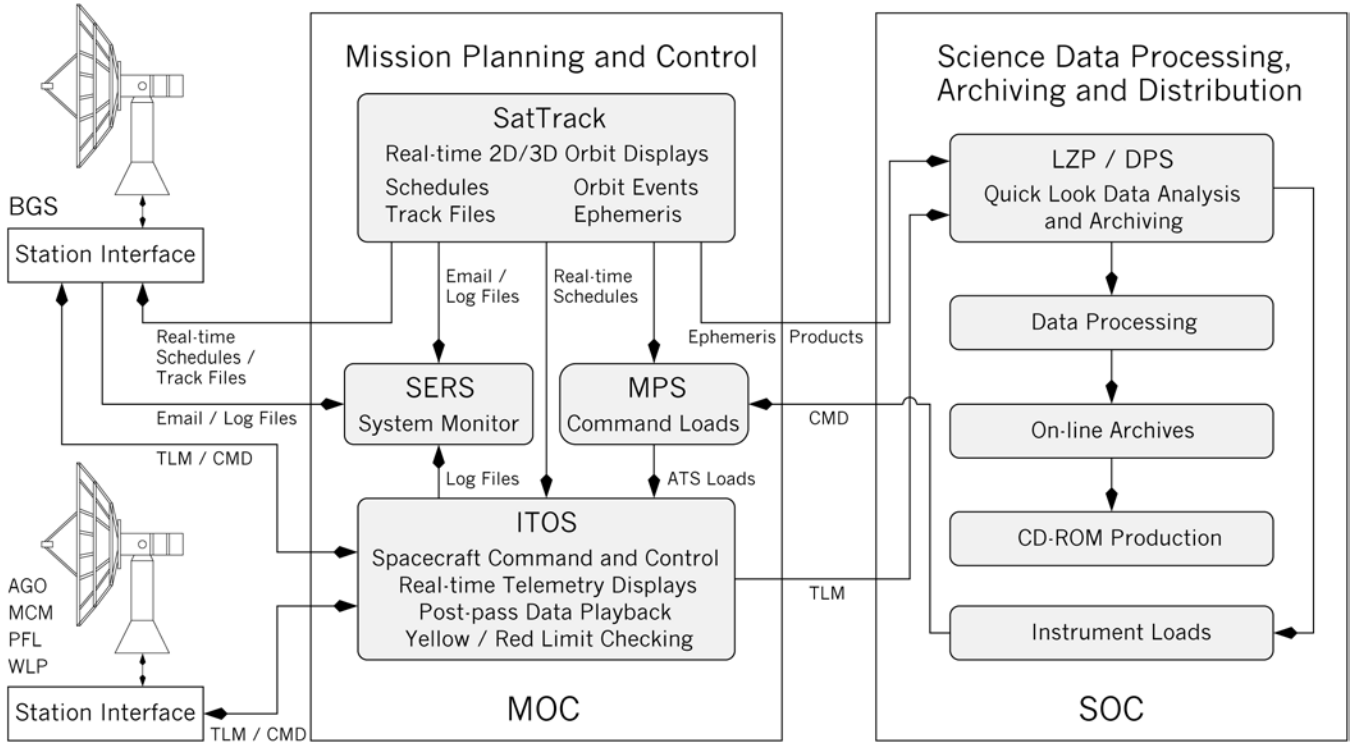 Mission Planning and Control
SatTrack
Real-time 2D/3D Orbit Displays
Schedules
Track Files
Orbit Events
Ephemeris
BGS
Station Interface
Real-time
Schedules /
Track Files
Email / Log Files
TLM / CMD
Email /
Log Files
Real-time
Schedules
Ephemeris Products
SERS
System Monitor
MPS
Command Loads
CMD
Log Files
ATS Loads
ITOS
Spacecraft Command and Control
Real-time Telemetry Displays
Post-pass Data Playback
Yellow / Red Limit Checking
TLM
AGO
MCM
PFL
WLP
Station Interface
TLM / CMD
MOC
Science Data Processing,
Archiving and Distribution
LZP / DPS
Quick Look Data Analysis
and Archiving
Data Processing
On-line Archives
CD-ROM Production
Instrument Loads
SOC